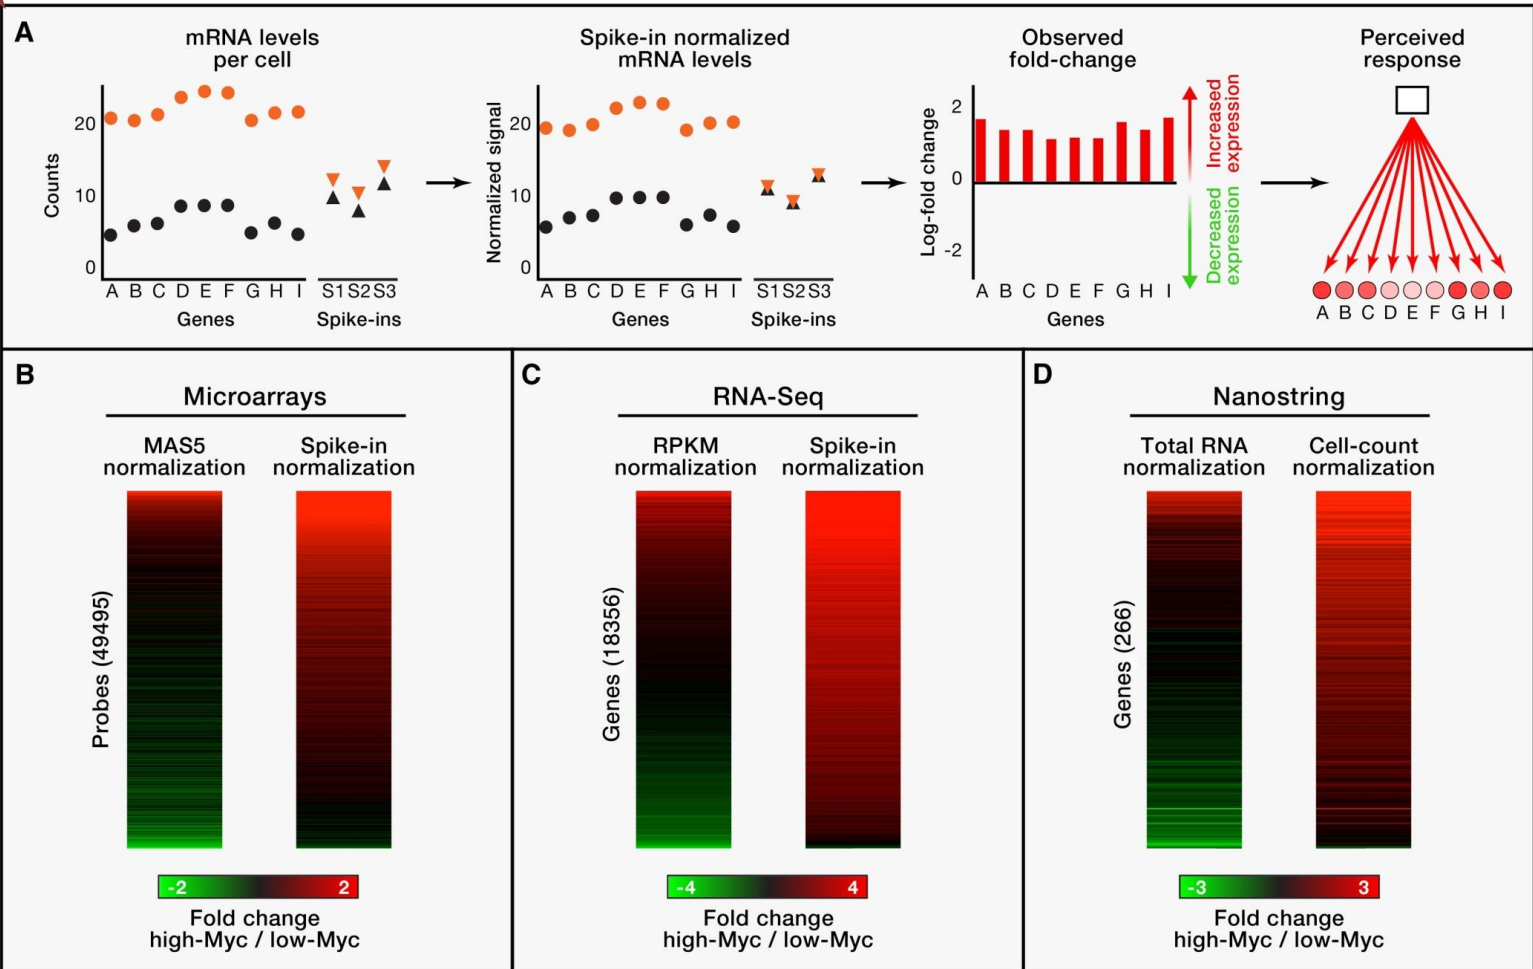 A
mRNA levels
per cell
Counts
20
10
0
A B C D E F G H I
Genes
S1 S2 S3
Spike-ins
Spike-in normalized
mRNA levels
Normalized signal
20
10
0
A B C D E F G H I
Genes
S1 S2 S3
Spike-ins
Observed
fold-change
Log-fold change
2
0
-2
A B C D E F G H I
Genes
Increased
expression
Decreased
expression
Perceived
response
A B C D E F G H I
B
Microarrays
MAS5
normalization
Spike-in
normalization
Probes (49495)
-2 2
Fold change
high-Myc / low-Myc
C
RNA-Seq
RPKM
normalization
Spike-in
normalization
Genes (18356)
-4 4
Fold change
high-Myc / low-Myc
D
Nanostring
Total RNA
normalization
Cell-count
normalization
Genes (266)
-3 3
Fold change
high-Myc / low-Myc